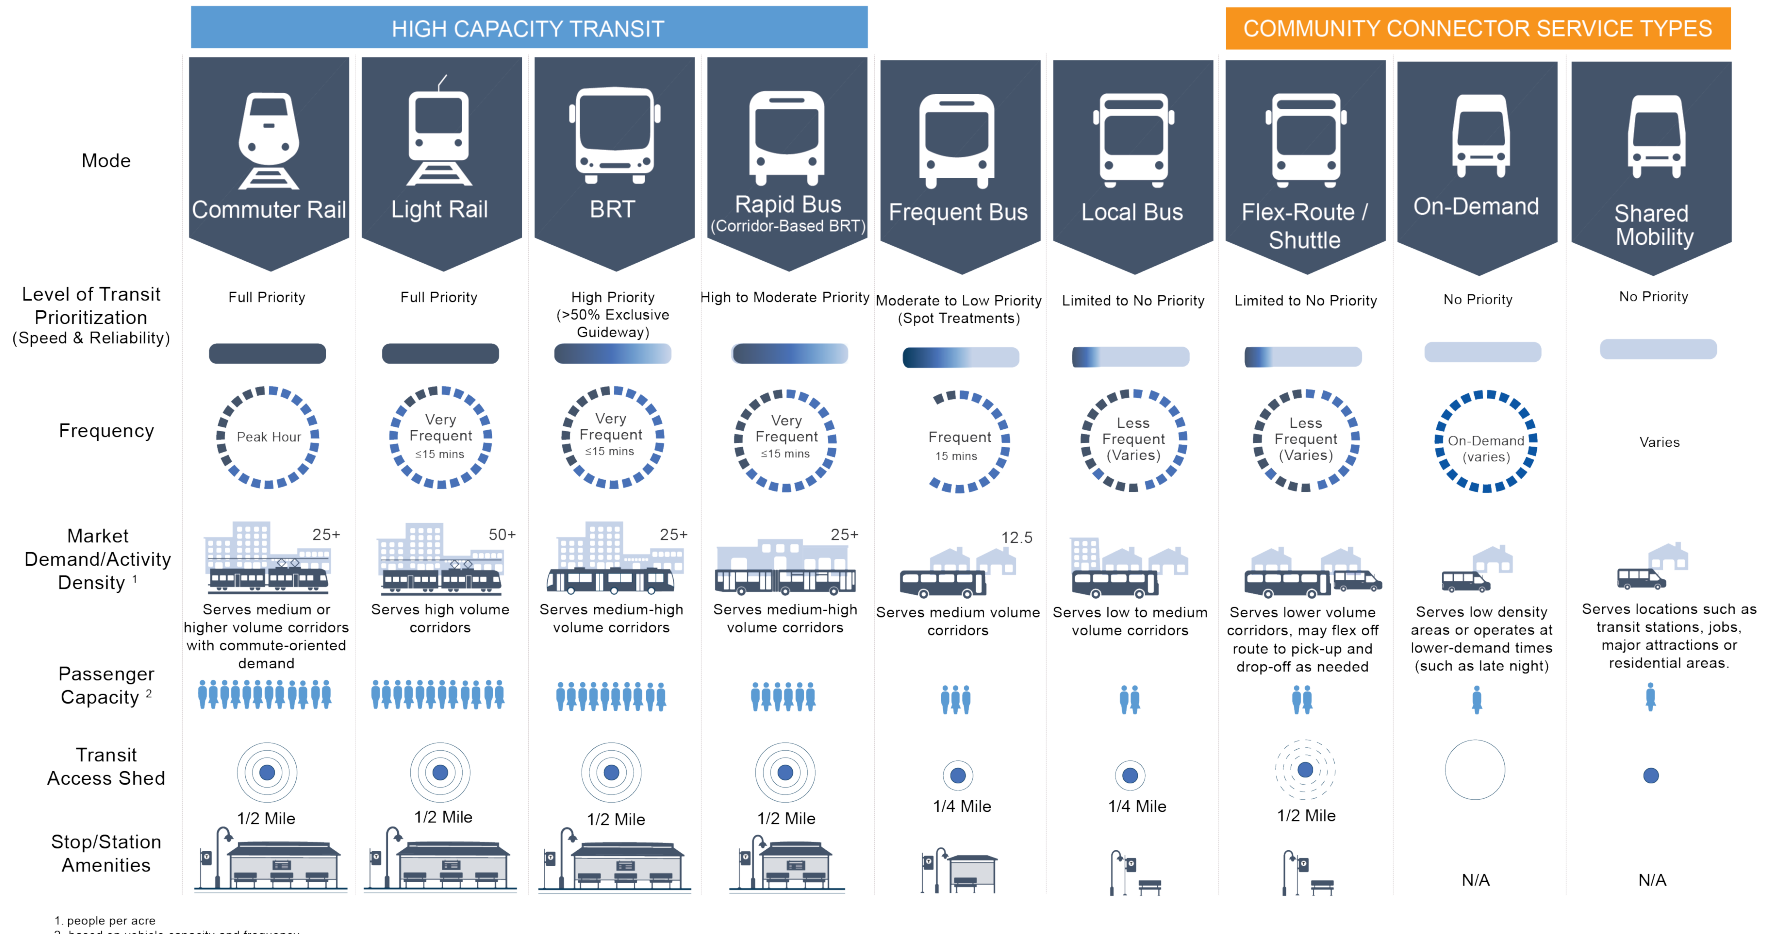 HIGH CAPACITY TRANSIT
COMMUNITY CONNECTOR SERVICE TYPES
Mode
Commuter Rail
Light Rail
BRT
Rapid Bus
(Corridor-Based BRT)
Frequent Bus
Local Bus
Flex-Route /
Shuttle
On-Demand
Shared
Mobility
Level of Transit
Prioritization
(Speed & Reliability)
Full Priority
Full Priority
High Priority
(>50% Exclusive
Guideway)
High to Moderate Priority
Moderate to Low Priority
(Spot Treatments)
Limited to No Priority
Limited to No Priority
No Priority
No Priority
Frequency
Peak Hour
Very
Frequent
≤15 mins
Very
Frequent
≤15 mins
Very
Frequent
≤15 mins
Frequent
15 mins
Less
Frequent
(Varies)
Less
Frequent
(Varies)
On-Demand
(varies)
Varies
Market
Demand/Activity
Density 1
25+
Serves medium or
higher volume corridors
with commute-oriented
demand
50+
Serves high volume
corridors
25+
Serves medium-high
volume corridors
25+
Serves medium-high
volume corridors
12.5
Serves medium volume
corridors
Serves low to medium
volume corridors
Serves lower volume
corridors, may flex off
route to pick-up and
drop-off as needed
Serves low density
areas or operates at
lower-demand times
(such as late night)
Serves locations such as
transit stations, jobs,
major attractions or
residential areas.
Passenger
Capacity 2
Transit
Access Shed
1/2 Mile
1/2 Mile
1/2 Mile
1/2 Mile
1/4 Mile
1/4 Mile
1/2 Mile
Stop/Station
Amenities
N/A
N/A
1. people per acre
2. based on vehicle capacity and frequency